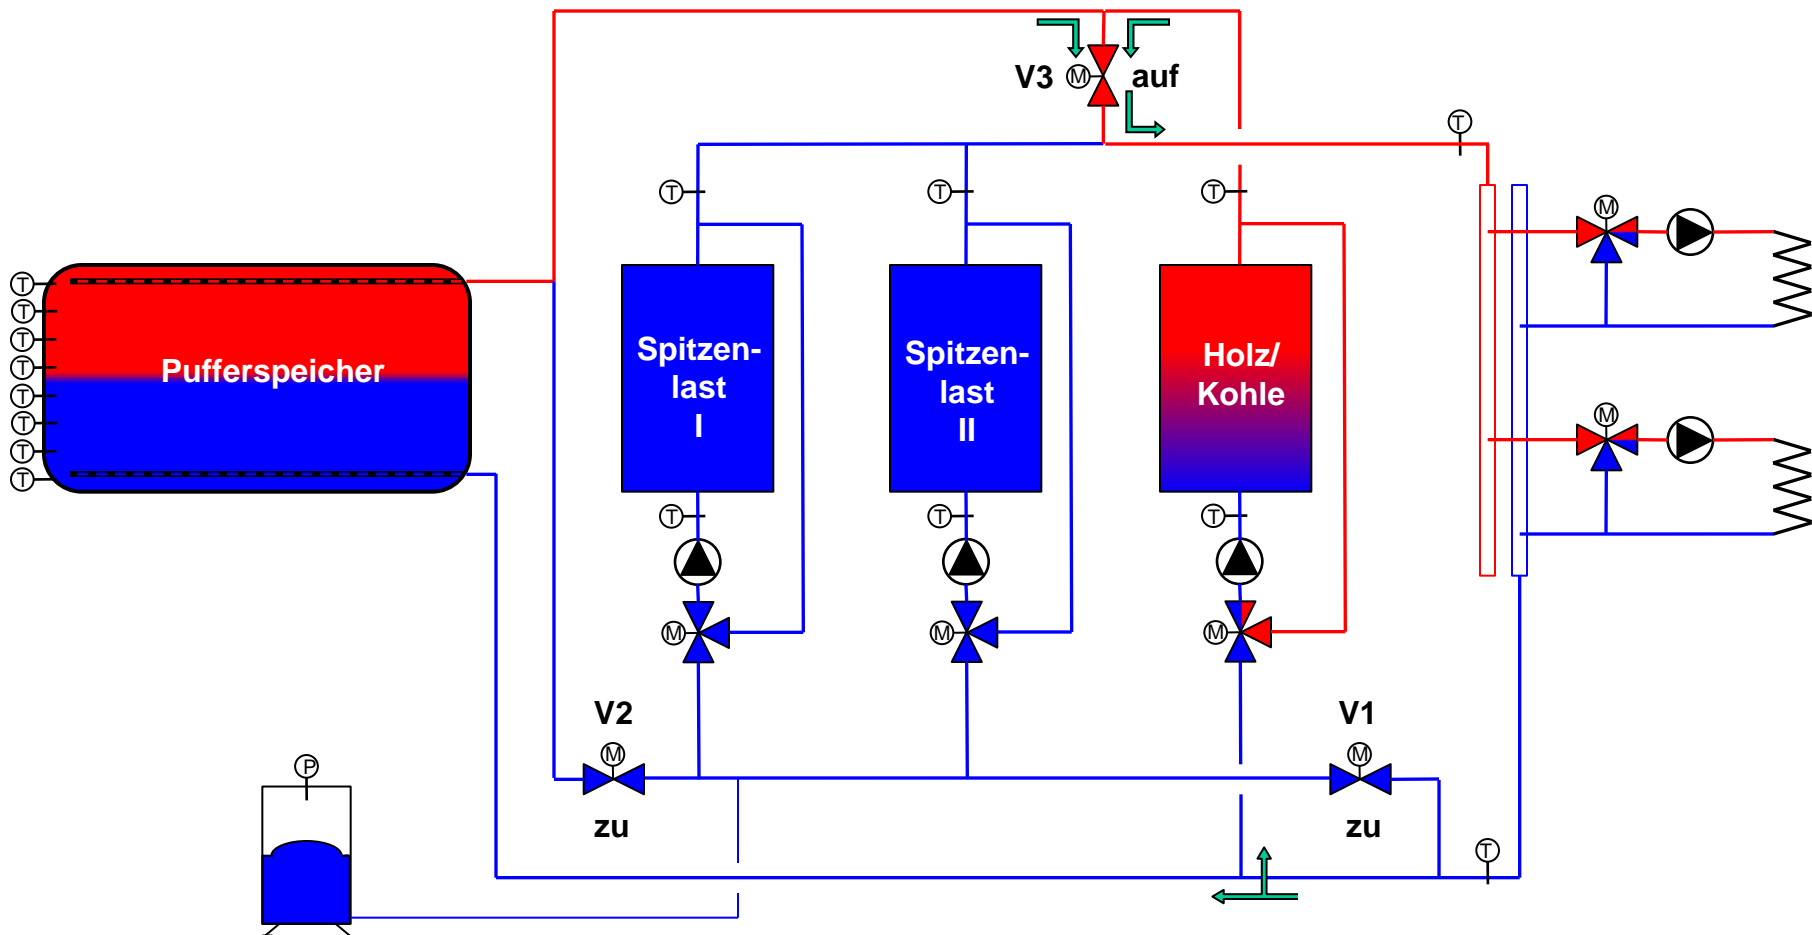 V3 M auf
T
T
T
T
M
T
T
T
T
T
T
T
T
Pufferspeicher
Spitzen-
last
I
Spitzen-
last
II
Holz/
Kohle
M
T
T
T
M
M
M
V2
M
zu
V1
M
zu
P
T